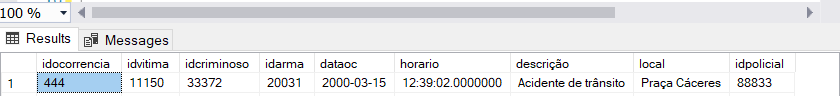 100 %
Results Messages
idocorrencia idvitima idcriminoso idarma dataoc horario descrição local idpolicial
1 444 11150 33372 20031 2000-03-15 12:39:02.0000000 Acidente de trânsito Praça Cáceres 88833